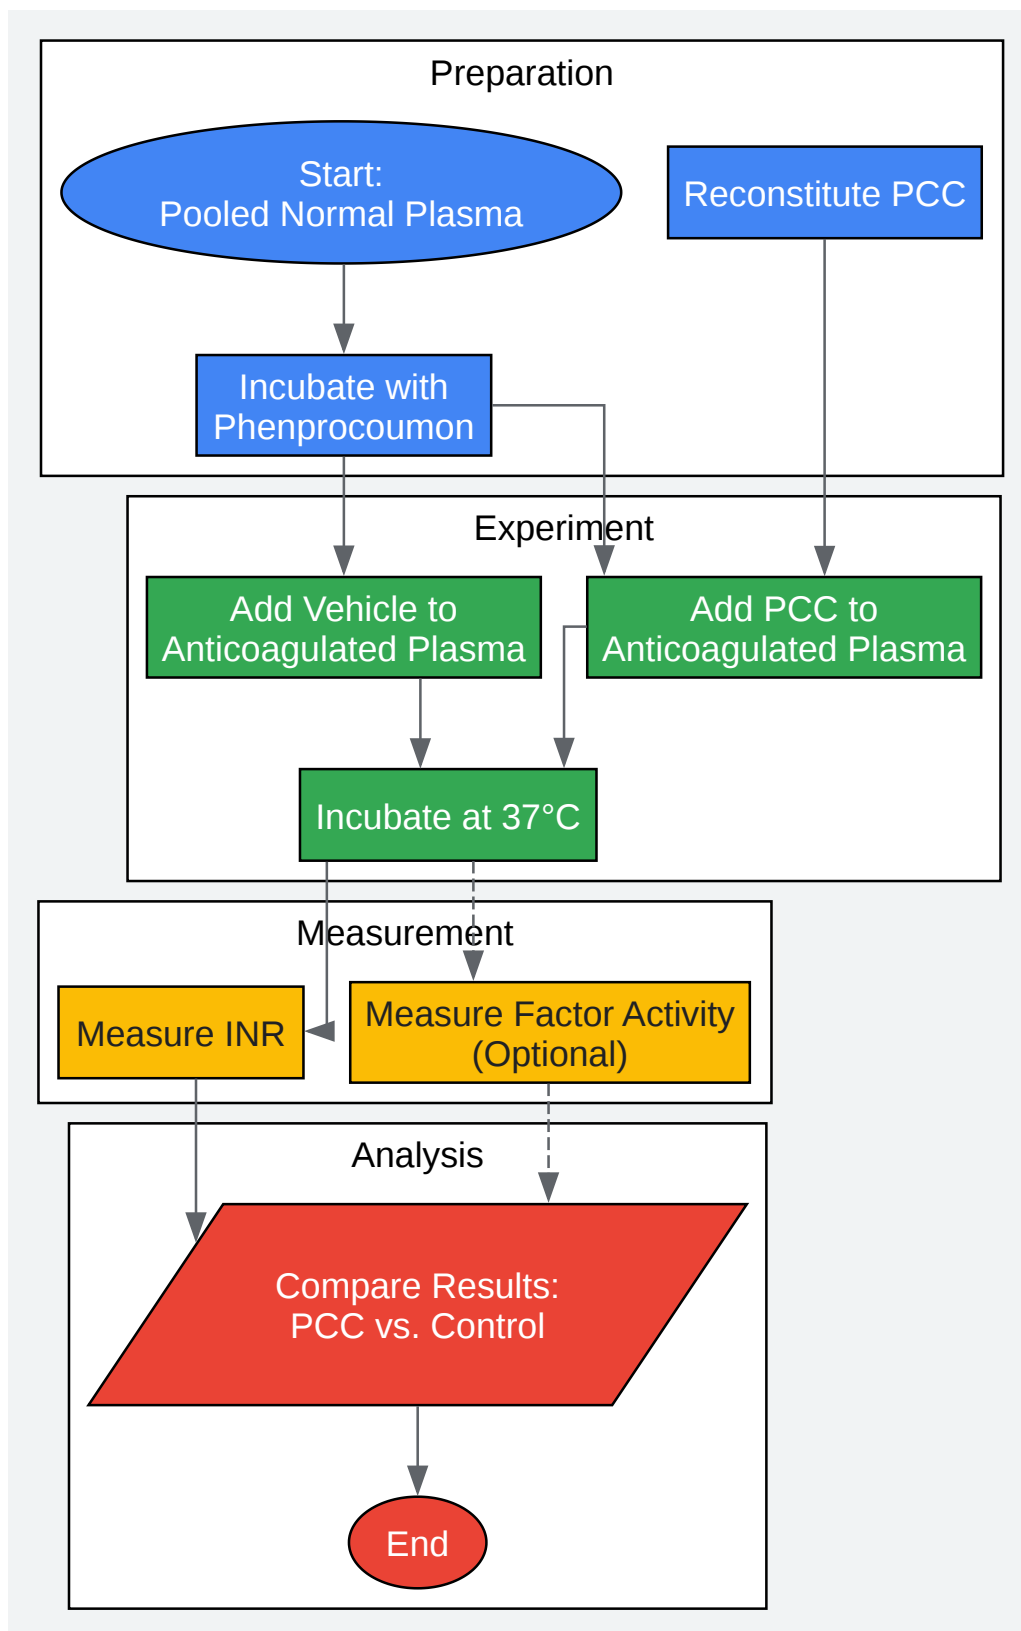 Preparation
Start:
Pooled Normal Plasma
Reconstitute PCC
Incubate with
Phenprocoumon
Experiment
Add Vehicle to
Anticoagulated Plasma
Add PCC to
Anticoagulated Plasma
Incubate at 37°C
Measurement
Measure INR
Measure Factor Activity
(Optional)
Analysis
Compare Results:
PCC vs. Control
End